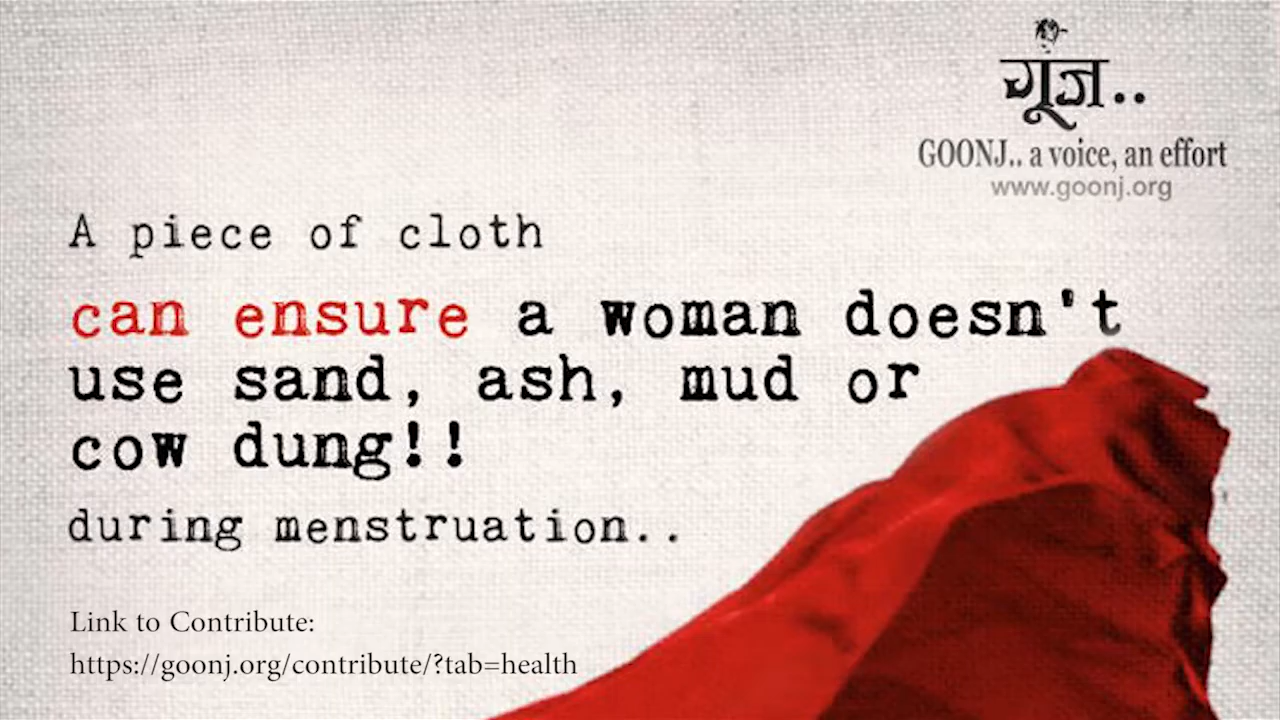 गूंज..
GOONJ.. a voice, an effort
www.goonj.org
A piece of cloth
can ensure a woman doesn't
use sand, ash, mud or
cow dung!!
during menstruation..
Link to Contribute:
https://goonj.org/contribute/?tab=health